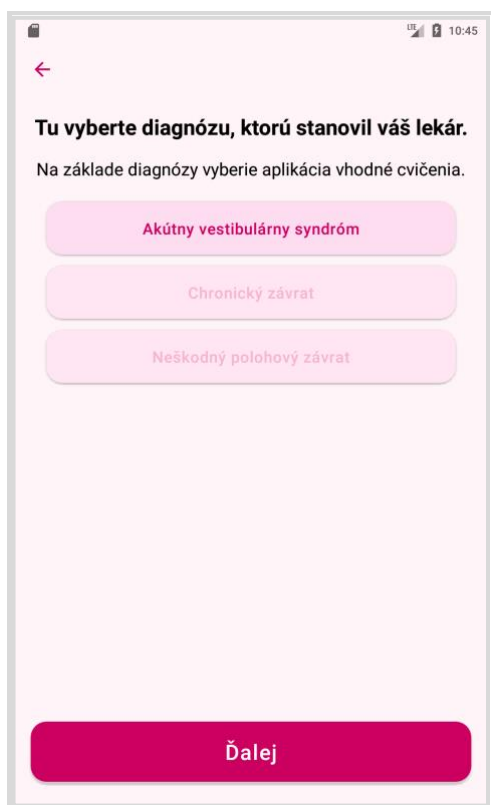 LTE 10:45
Tu vyberte diagnózu, ktorú stanovil váš lekár.
Na základe diagnózy vyberie aplikácia vhodné cvičenia.
Akútny vestibulárny syndróm
Chronický závrat
Neškodný polohový závrat
Ďalej